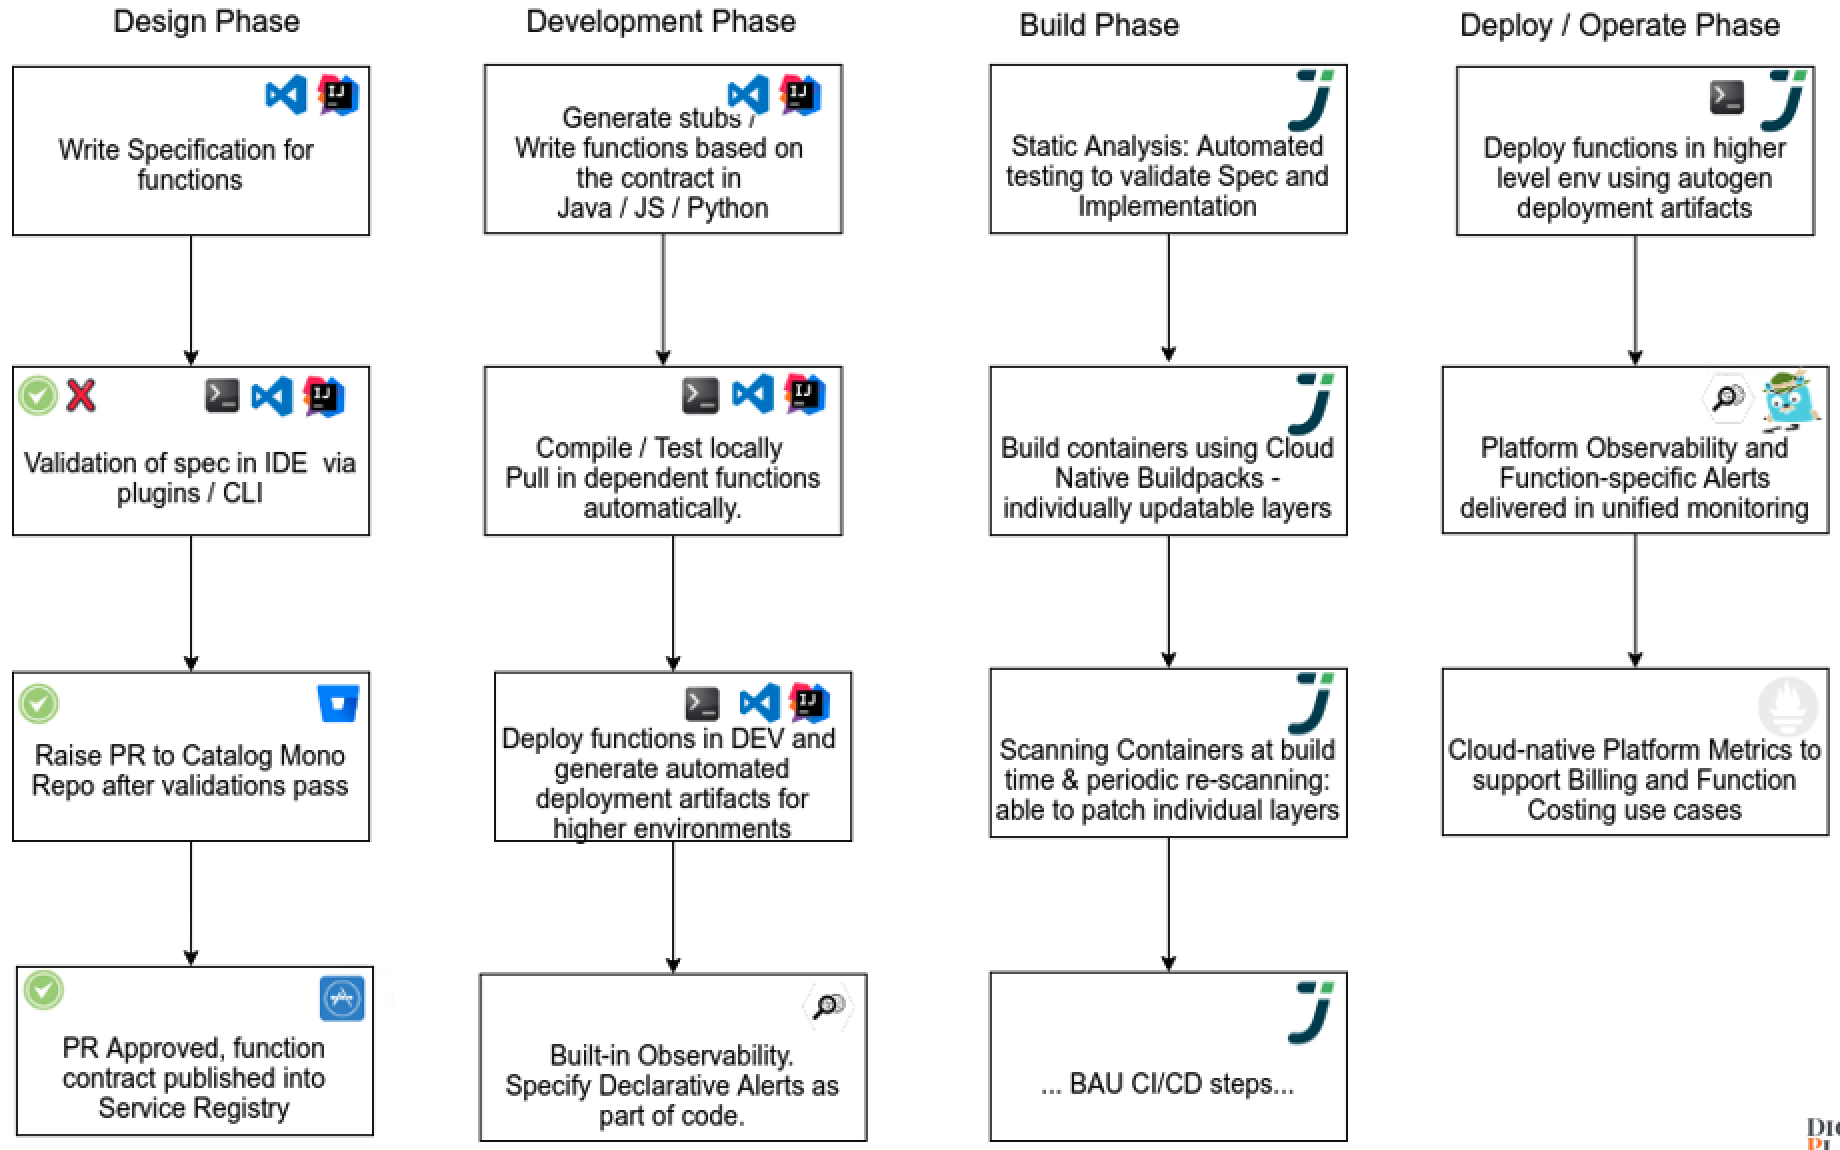 Design Phase
Write Specification for
functions
Validation of spec in IDE  via
plugins / CLI
Raise PR to Catalog Mono
Repo after validations pass
PR Approved, function
contract published into
Service Registry
Development Phase
Generate stubs /
Write functions based on
the contract in
Java / JS / Python
Compile / Test locally
Pull in dependent functions
automatically.
Deploy functions in DEV and
generate automated
deployment artifacts for
higher environments
Built-in Observability.
Specify Declarative Alerts as
part of code.
Build Phase
Static Analysis: Automated
testing to validate Spec and
Implementation
Build containers using Cloud
Native Buildpacks -
individually updatable layers
Scanning Containers at build
time & periodic re-scanning:
able to patch individual layers
... BAU CI/CD steps...
Deploy / Operate Phase
Deploy functions in higher
level env using autogen
deployment artifacts
Platform Observability and
Function-specific Alerts
delivered in unified monitoring
Cloud-native Platform Metrics to
support Billing and Function
Costing use cases